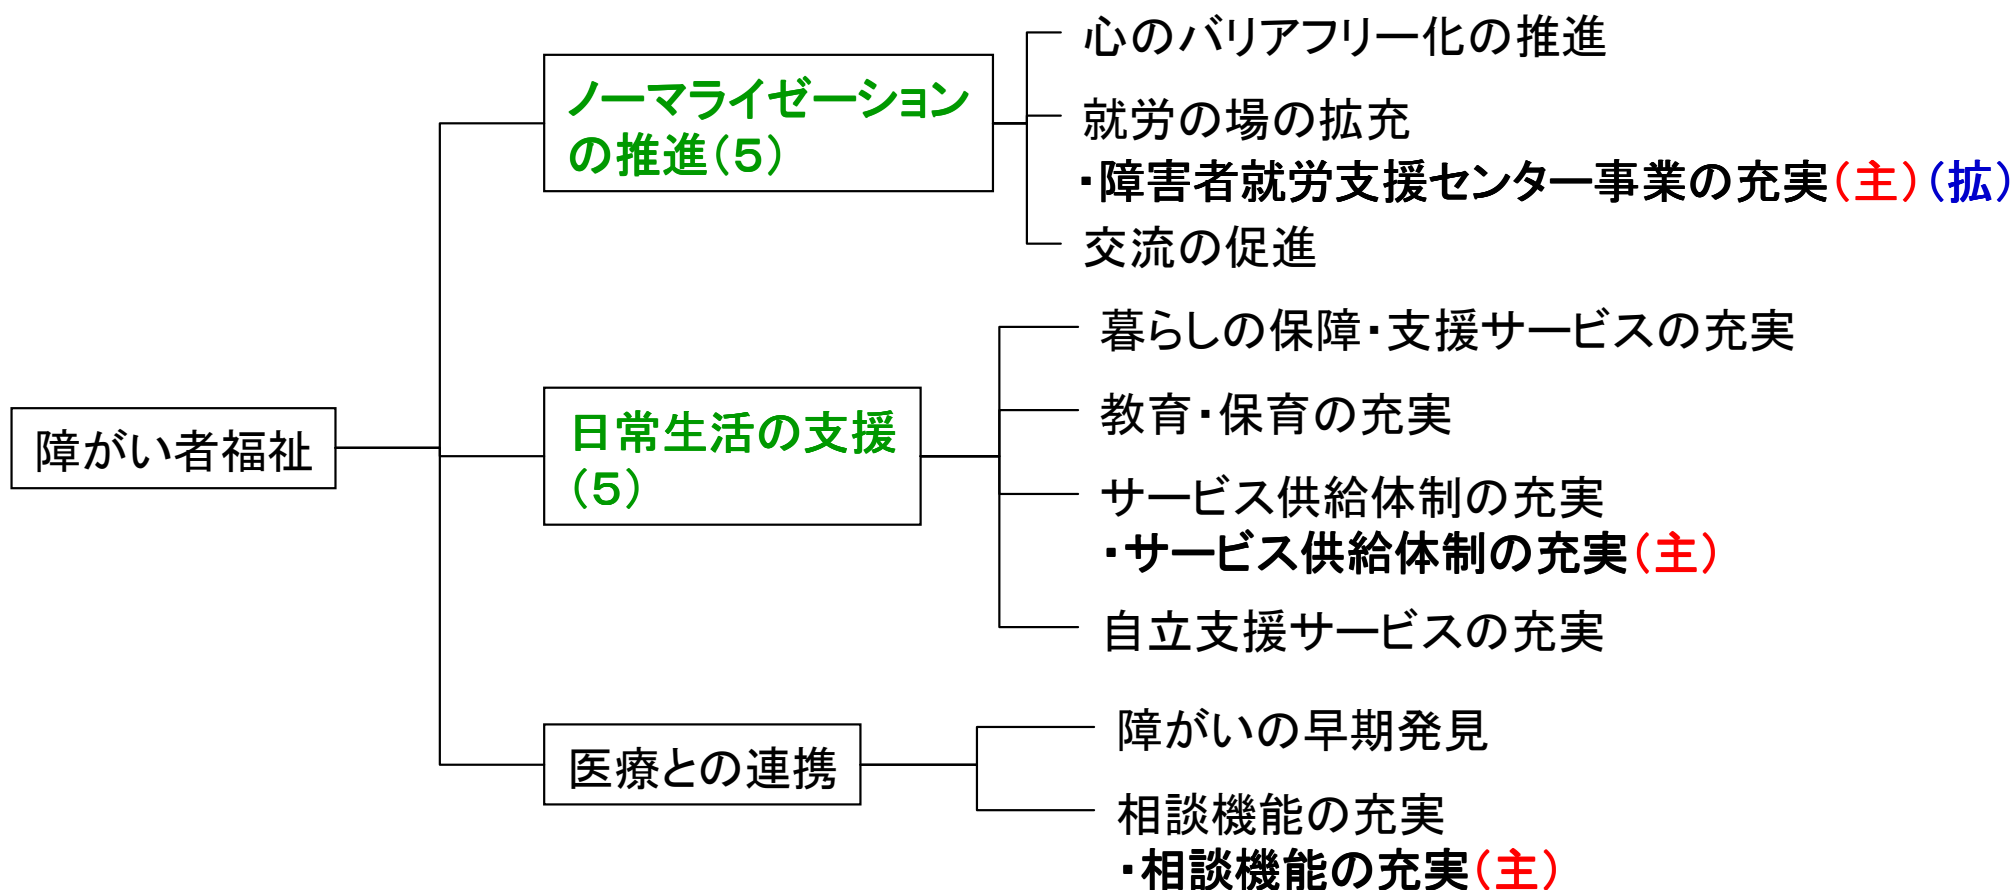 障がい者福祉
ノーマライゼーション
の推進(５)
心のバリアフリー化の推進
就労の場の拡充
・障害者就労支援センター事業の充実(主)(拡)
交流の促進
日常生活の支援
(５)
暮らしの保障・支援サービスの充実
教育・保育の充実
サービス供給体制の充実
・サービス供給体制の充実(主)
自立支援サービスの充実
医療との連携
障がいの早期発見
相談機能の充実
・相談機能の充実(主)